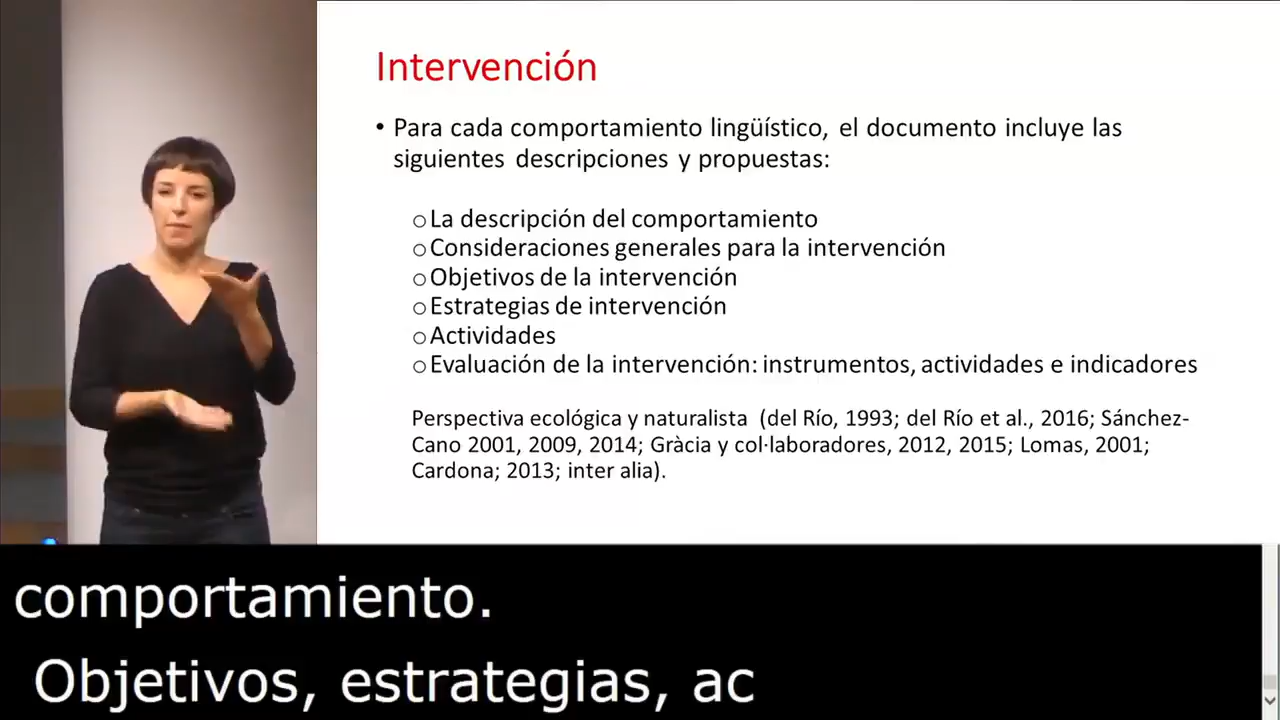 Intervención
• Para cada comportamiento lingüístico, el documento incluye las
siguientes descripciones y propuestas:
○ La descripción del comportamiento
○ Consideraciones generales para la intervención
○ Objetivos de la intervención
○ Estrategias de intervención
○ Actividades
○ Evaluación de la intervención: instrumentos, actividades e indicadores
Perspectiva ecológica y naturalista (del Río, 1993; del Río et al., 2016; Sánchez-
Cano 2001, 2009, 2014; Gràcia y col·laboradores, 2012, 2015; Lomas, 2001;
Cardona; 2013; inter alia).
comportamiento.
Objetivos, estrategias, ac